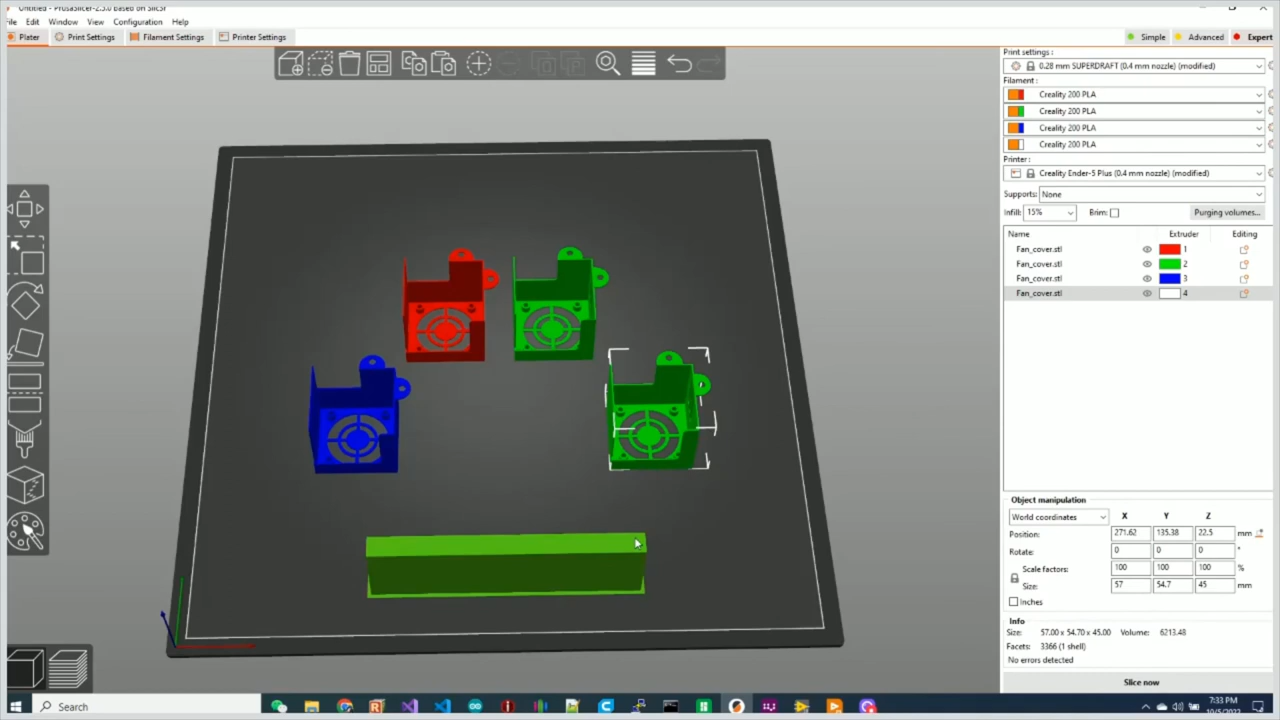 Untitled - PrusaSlicer-2.5.0 based on Slic3r
File Edit Window View Configuration Help
Plater Print Settings Filament Settings Printer Settings Simple Advanced Expert
Print settings :
0.28 mm SUPERDRAFT (0.4 mm nozzle) (modified)
Filament :
Creality 200 PLA
Creality 200 PLA
Creality 200 PLA
Creality 200 PLA
Printer :
Creality Ender-5 Plus (0.4 mm nozzle) (modified)
Supports: None
Infill: 15% Brim: Purging volumes...
Name Extruder Editing
Fan_cover.stl 1
Fan_cover.stl 2
Fan_cover.stl 3
Fan_cover.stl 4
Object manipulation
World coordinates X Y Z
Position: 271.62 135.38 22.5 mm
Rotate: 0 0 0 °
Scale factors: 100 100 100 %
Size: 57 54.7 45 mm
Inches
Info
Size: 57.00 x 54.70 x 45.00 Volume: 6213.48
Facets: 3366 (1 shell)
No errors detected
Slice now
Search
7:33 PM